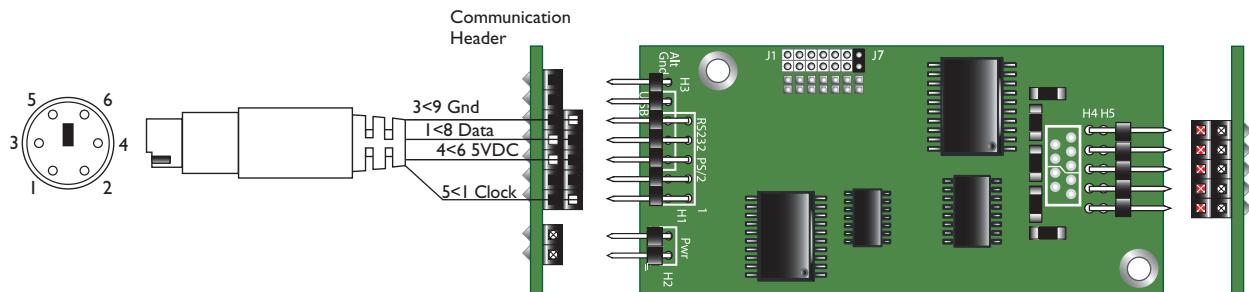 Communication
Header
5 6
3 4
1 2
3<9 Gnd
1<8 Data
4<6 5VDC
5<1 Clock
Alt
Gnd
H3
USB
RS232 PS/2
1
H1
Pwr
H2
J1 J7
H4 H5